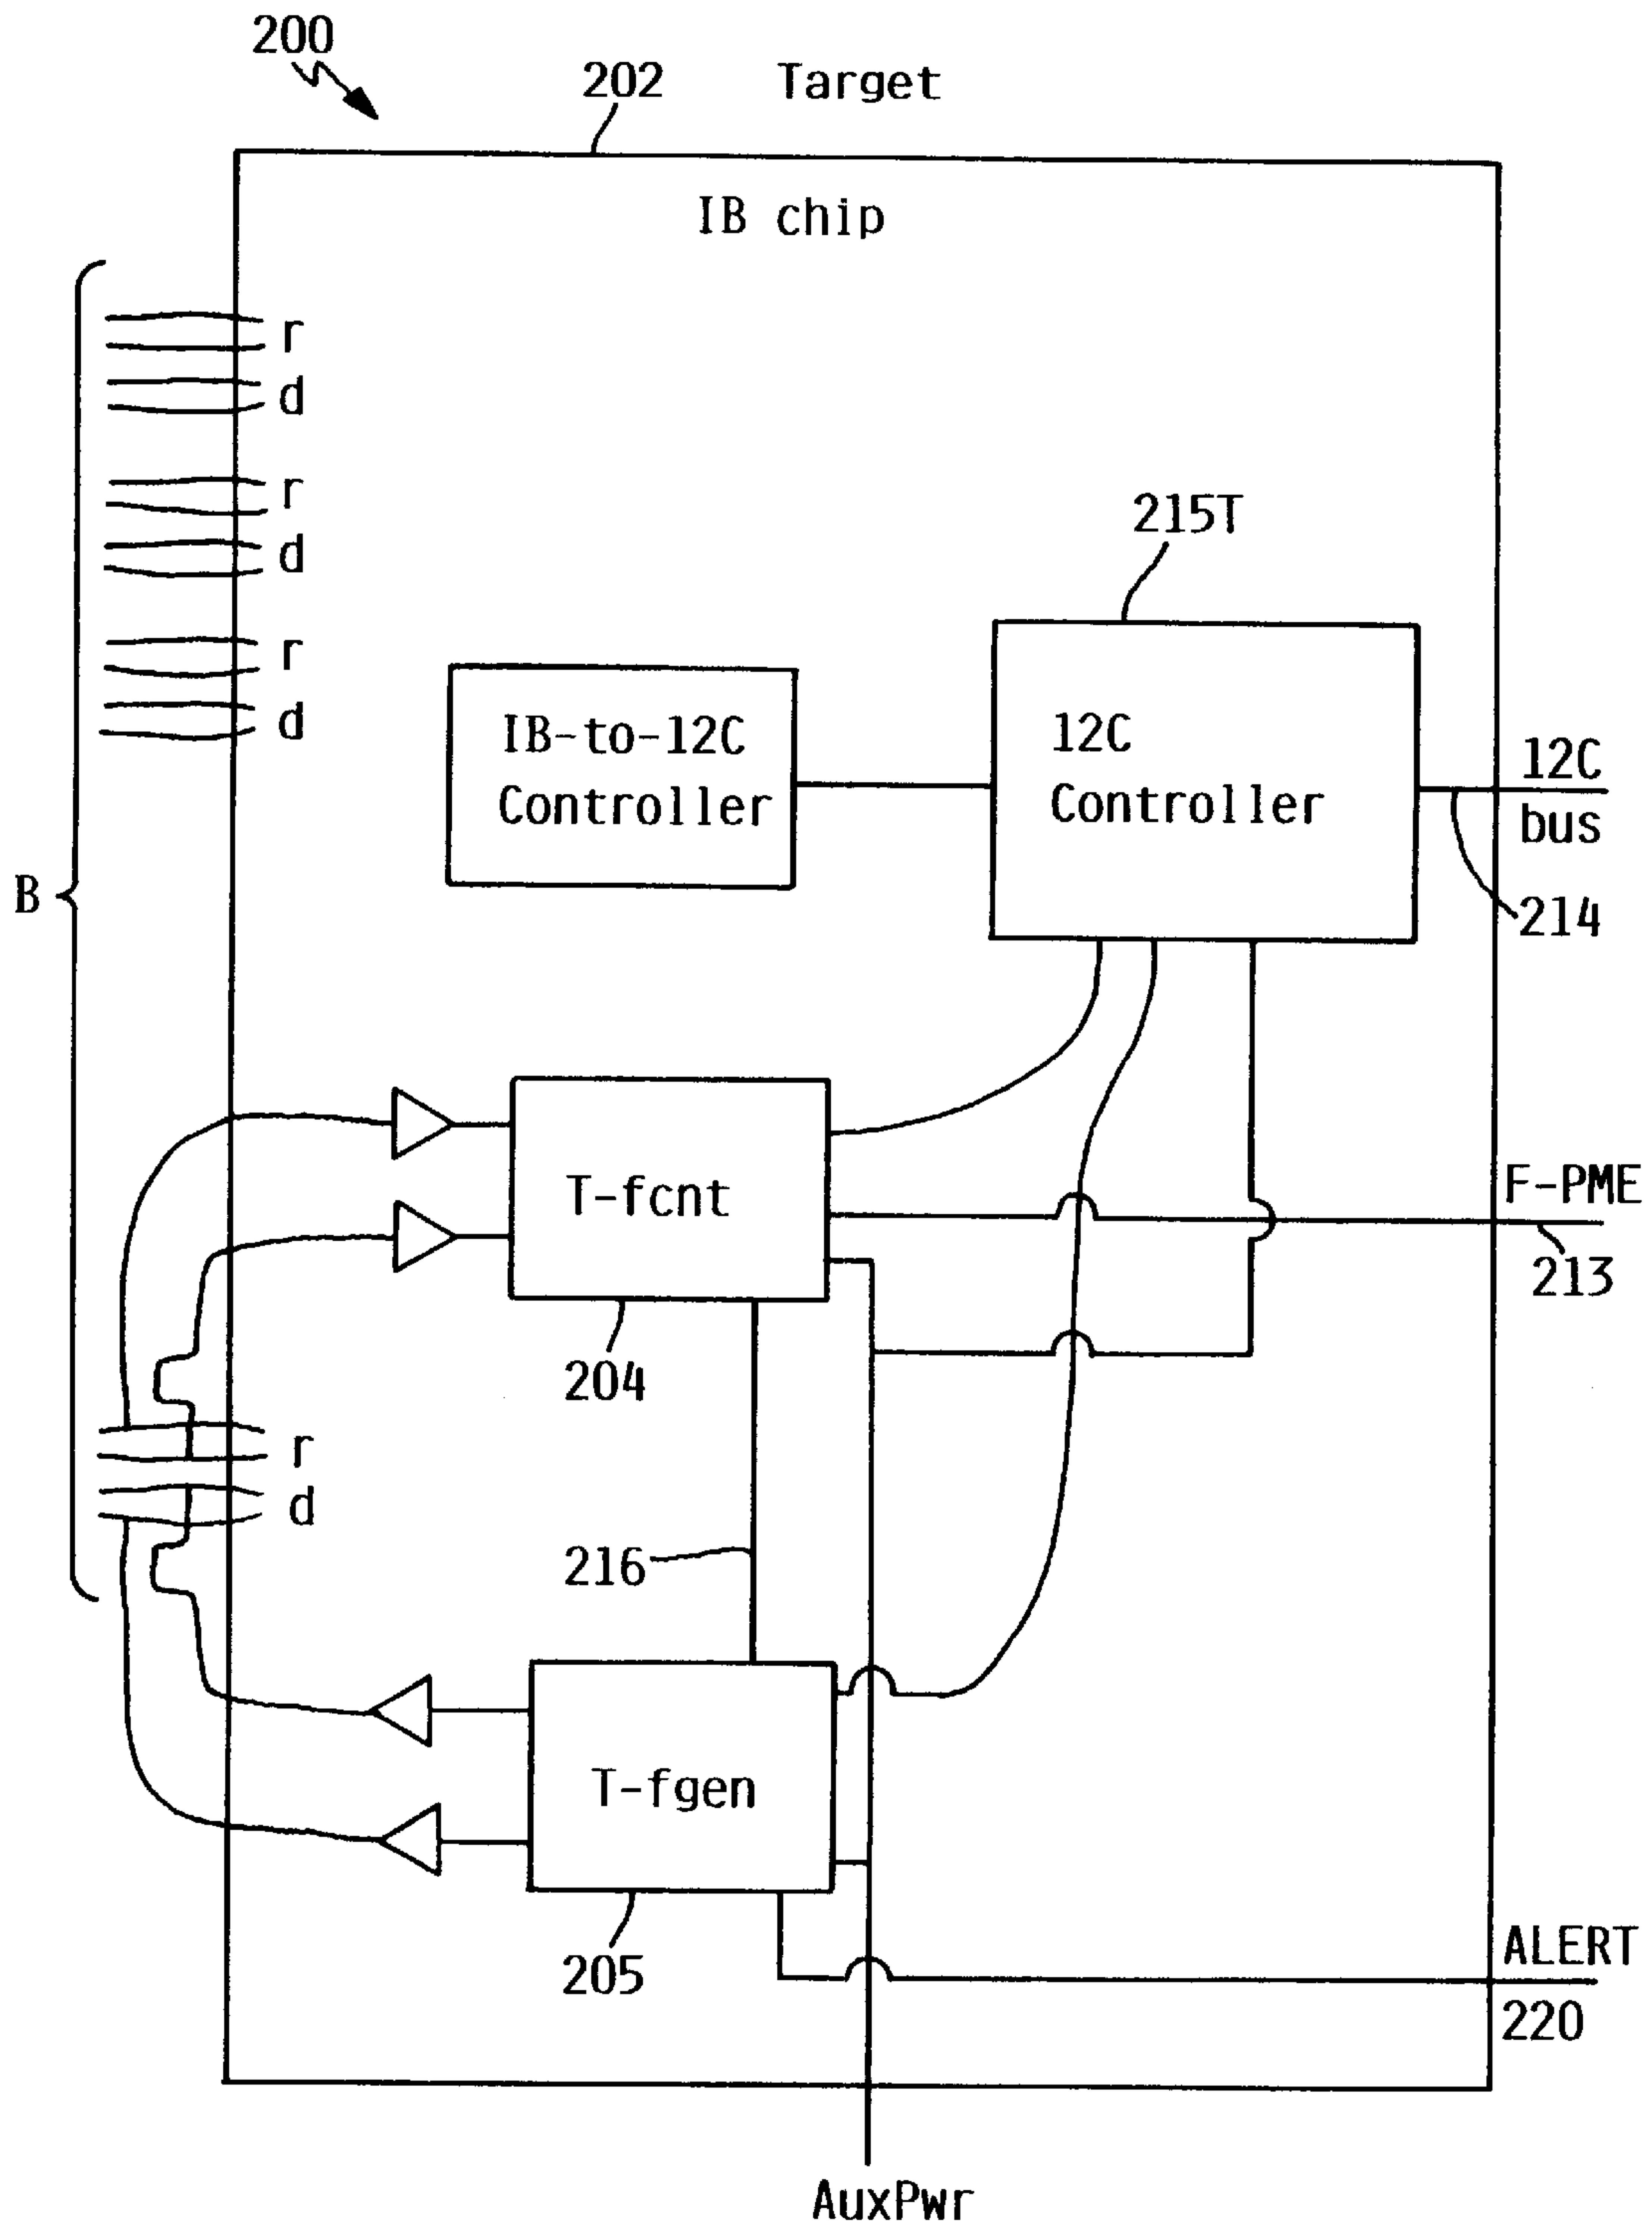 200
202
Target
IB chip
r
d
r
d
215T
r
d
IB-to-12C
Controller
12C
Controller
12C
bus
B
214
T-fcnt
F-PME
213
204
r
d
216
T-fgen
205
ALERT
220
AuxPwr